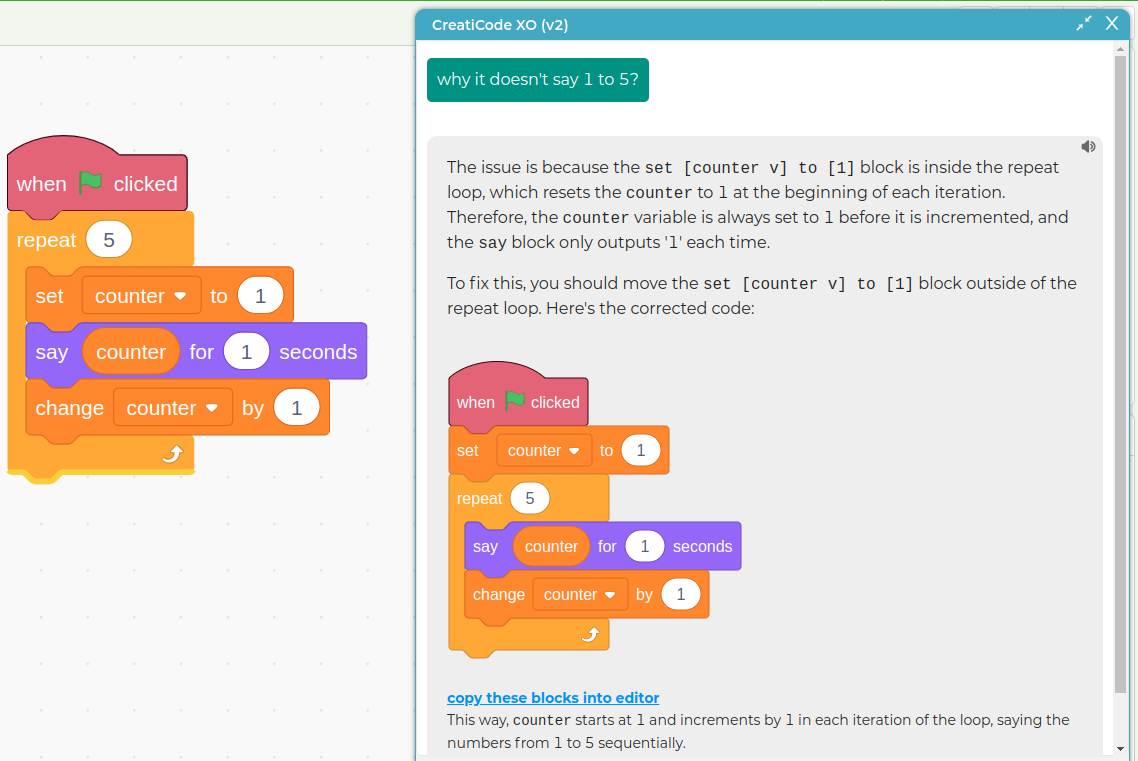 when clicked
repeat 5
set counter to 1
say counter for 1 seconds
change counter by 1
CreatiCode XO (v2)
X
why it doesn't say 1 to 5?
The issue is because the set [counter v] to [1] block is inside the repeat
loop, which resets the counter to 1 at the beginning of each iteration.
Therefore, the counter variable is always set to 1 before it is incremented, and
the say block only outputs '1' each time.
To fix this, you should move the set [counter v] to [1] block outside of the
repeat loop. Here's the corrected code:
when clicked
set counter to 1
repeat 5
say counter for 1 seconds
change counter by 1
copy these blocks into editor
This way, counter starts at 1 and increments by 1 in each iteration of the loop, saying the
numbers from 1 to 5 sequentially.